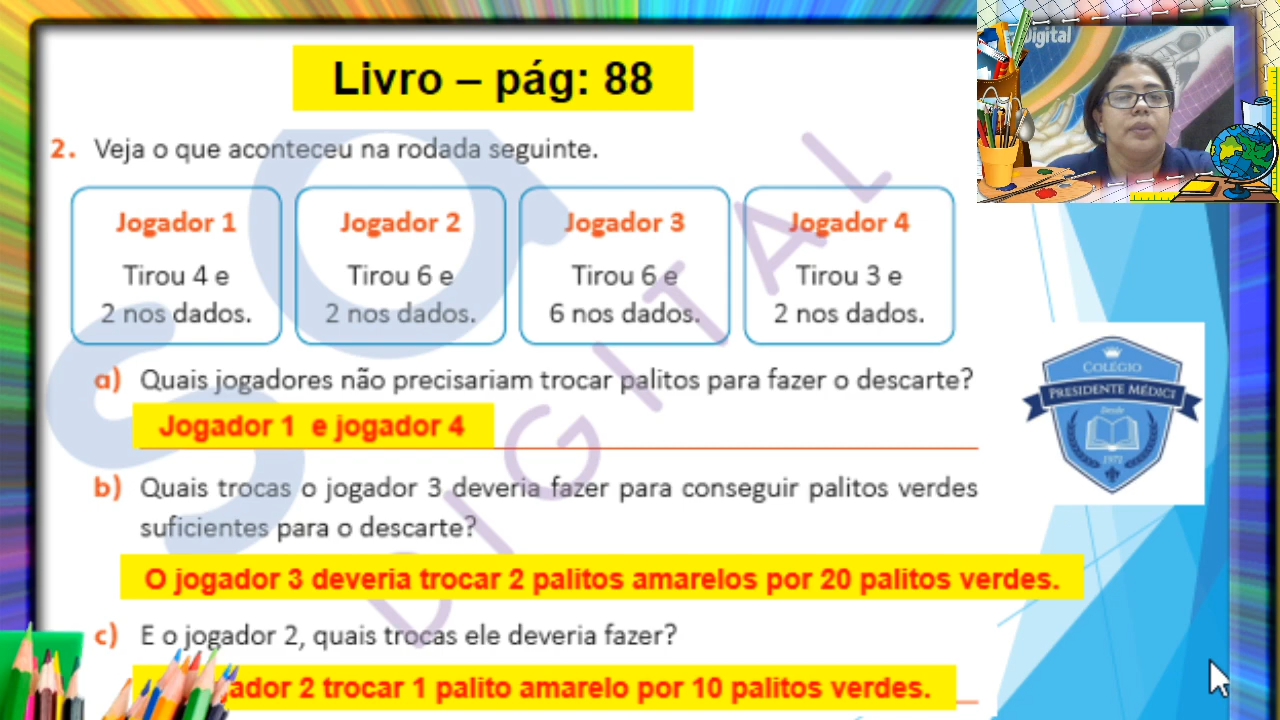 Livro – pág: 88
Digital
2. Veja o que aconteceu na rodada seguinte.
Jogador 1
Tirou 4 e
2 nos dados.
Jogador 2
Tirou 6 e
2 nos dados.
Jogador 3
Tirou 6 e
6 nos dados.
Jogador 4
Tirou 3 e
2 nos dados.
a) Quais jogadores não precisariam trocar palitos para fazer o descarte?
Jogador 1 e jogador 4
b) Quais trocas o jogador 3 deveria fazer para conseguir palitos verdes
suficientes para o descarte?
O jogador 3 deveria trocar 2 palitos amarelos por 20 palitos verdes.
c) E o jogador 2, quais trocas ele deveria fazer?
ador 2 trocar 1 palito amarelo por 10 palitos verdes.
COLÉGIO
PRESIDENTE MÉDICI
Desde
1972
DIGITAL